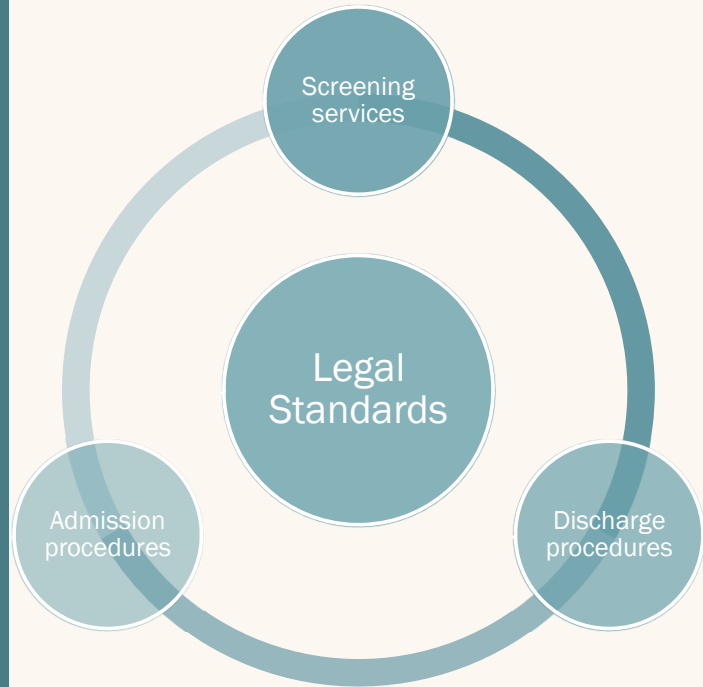 Screening
services
Legal
Standards
Admission
procedures
Discharge
procedures